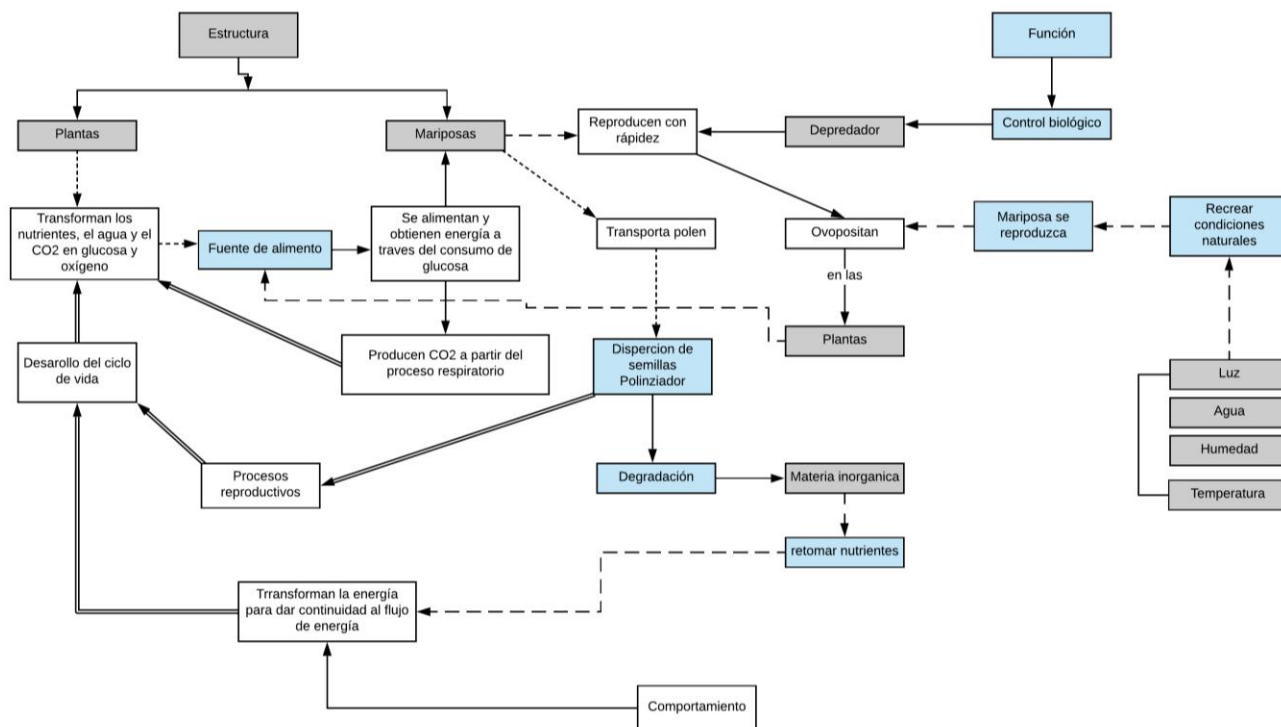 Estructura
Función
Plantas
Mariposas
Reproducen con
rápidez
Depredador
Control biológico
Transforman los
nutrientes, el agua y el
CO2 en glucosa y
oxígeno
Fuente de alimento
Se alimentan y
obtienen energía a
traves del consumo de
glucosa
Transporta polen
Ovopositan
Mariposa se
reproduzca
Recrear
condiciones
naturales
en las
Desarollo del ciclo
de vida
Producen CO2 a partir del
proceso respiratorio
Dispercion de
semillas
Polinziador
Plantas
Luz
Agua
Humedad
Temperatura
Procesos
reproductivos
Degradación
Materia inorganica
retomar nutrientes
Ttransforman la energía
para dar continuidad al flujo
de energía
Comportamiento